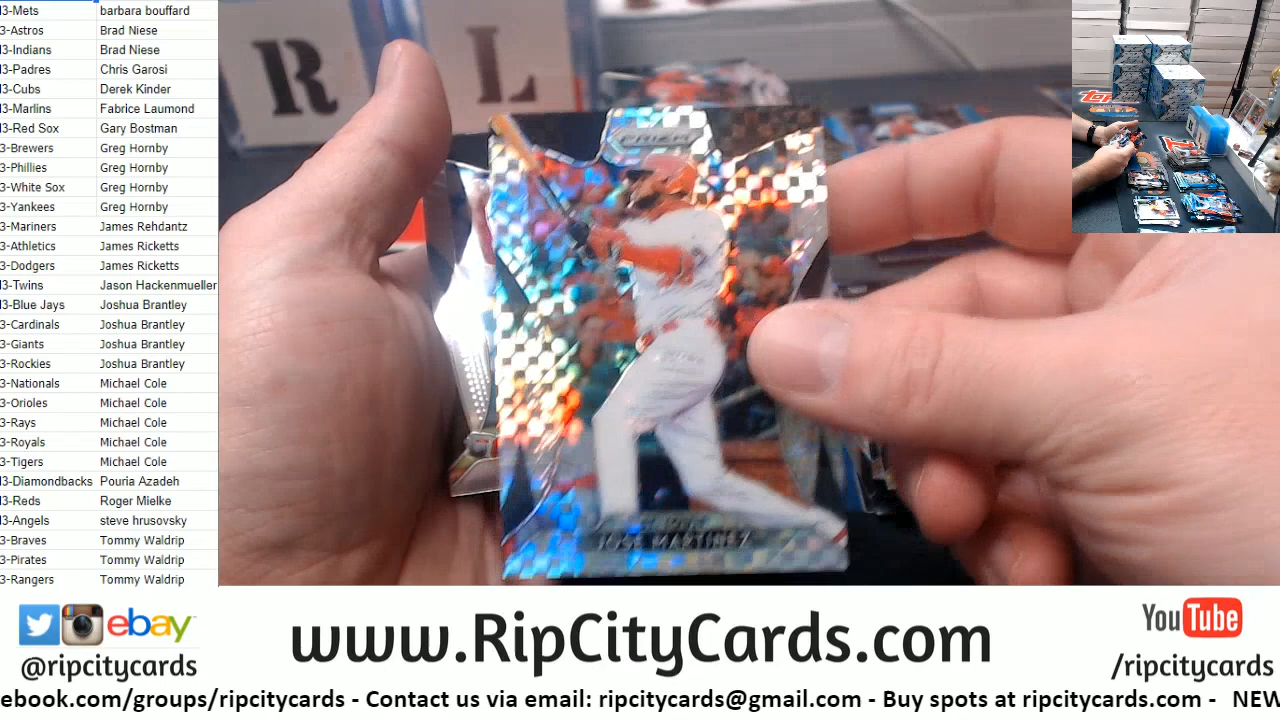 3-Mets barbara bouffard
3-Astros Brad Niese
3-Indians Brad Niese
3-Padres Chris Garosi
3-Cubs Derek Kinder
3-Marlins Fabrice Laumond
3-Red Sox Gary Bostman
3-Brewers Greg Hornby
3-Phillies Greg Hornby
3-White Sox Greg Hornby
3-Yankees Greg Hornby
3-Mariners James Rehdantz
3-Athletics James Ricketts
3-Dodgers James Ricketts
3-Twins Jason Hackenmueller
3-Blue Jays Joshua Brantley
3-Cardinals Joshua Brantley
3-Giants Joshua Brantley
3-Rockies Joshua Brantley
3-Nationals Michael Cole
3-Orioles Michael Cole
3-Rays Michael Cole
3-Royals Michael Cole
3-Tigers Michael Cole
3-Diamondbacks Pouria Azadeh
3-Reds Roger Mielke
3-Angels steve hrusovsky
3-Braves Tommy Waldrip
3-Pirates Tommy Waldrip
3-Rangers Tommy Waldrip
R L
PRIZM
JOSE MARTINEZ
topps
ebay
@ripcitycards
www.RipCityCards.com
YouTube
/ripcitycards
ebook.com/groups/ripcitycards - Contact us via email: ripcitycards@gmail.com - Buy spots at ripcitycards.com - NEW